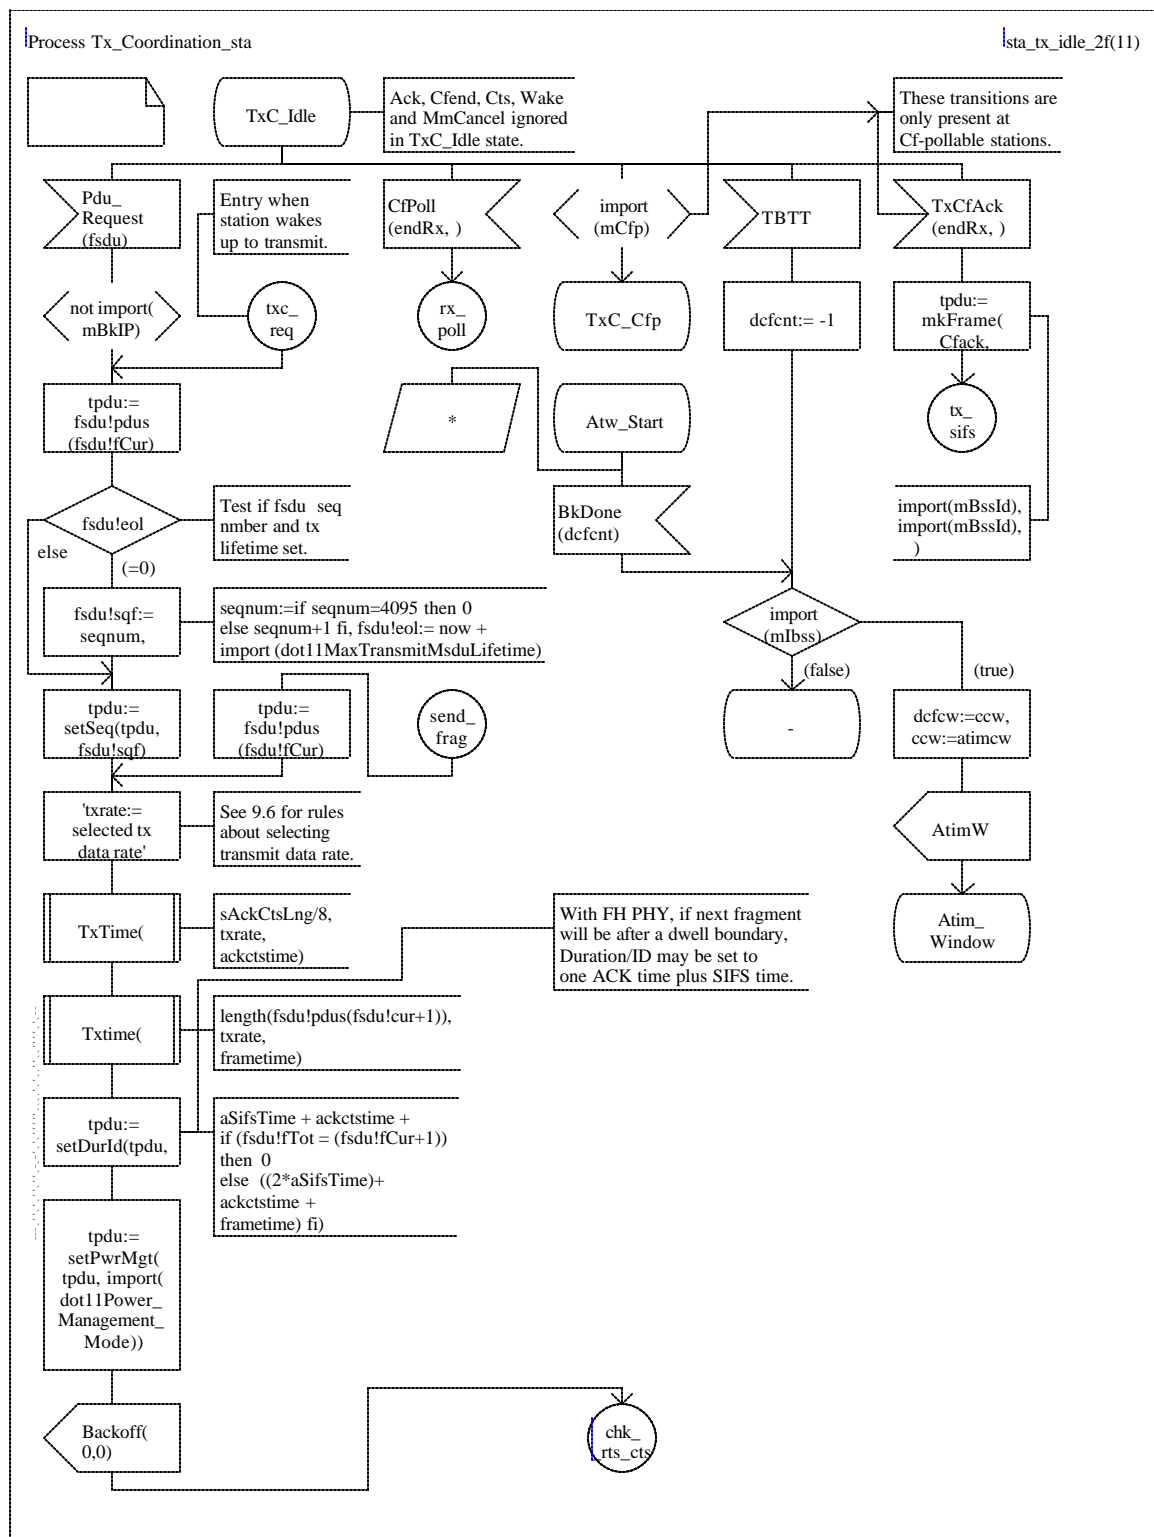 Process Tx_Coordination_sta
sta_tx_idle_2f(11)
TxC_Idle
Ack, Cfend, Cts, Wake
and MmCancel ignored
in TxC_Idle state.
These transitions are
only present at
Cf-pollable stations.
Pdu_
Request
(fsdu)
Entry when
station wakes
up to transmit.
CfPoll
(endRx, )
import
(mCfp)
TBTT
TxCfAck
(endRx, )
not import(
mBkIP)
txc_
req
rx_
poll
TxC_Cfp
dcfcnt:= -1
tpdu:=
mkFrame(
Cfack,
tpdu:=
fsdu!pdus
(fsdu!fCur)
*
Atw_Start
tx_
sifs
fsdu!eol
Test if fsdu  seq
nmber and tx
lifetime set.
BkDone
(dcfcnt)
import(mBssId),
import(mBssId),
)
else
(=0)
fsdu!sqf:=
seqnum,
seqnum:=if seqnum=4095 then 0
else seqnum+1 fi, fsdu!eol:= now +
import (dot11MaxTransmitMsduLifetime)
import
(mIbss)
(false)
(true)
tpdu:=
setSeq(tpdu,
fsdu!sqf)
tpdu:=
fsdu!pdus
(fsdu!fCur)
send_
frag
-
dcfcw:=ccw,
ccw:=atimcw
'txrate:=
selected tx
data rate'
See 9.6 for rules
about selecting
transmit data rate.
AtimW
TxTime(
sAckCtsLng/8,
txrate,
ackctstime)
With FH PHY, if next fragment
will be after a dwell boundary,
Duration/ID may be set to
one ACK time plus SIFS time.
Atim_
Window
Txtime(
length(fsdu!pdus(fsdu!cur+1)),
txrate,
frametime)
tpdu:=
setDurId(tpdu,
aSifsTime + ackctstime +
if (fsdu!fTot = (fsdu!fCur+1))
then  0
else  ((2*aSifsTime)+
ackctstime +
frametime) fi)
tpdu:=
setPwrMgt(
tpdu, import(
dot11Power_
Management_
Mode))
Backoff(
0,0)
chk_
_rts_cts